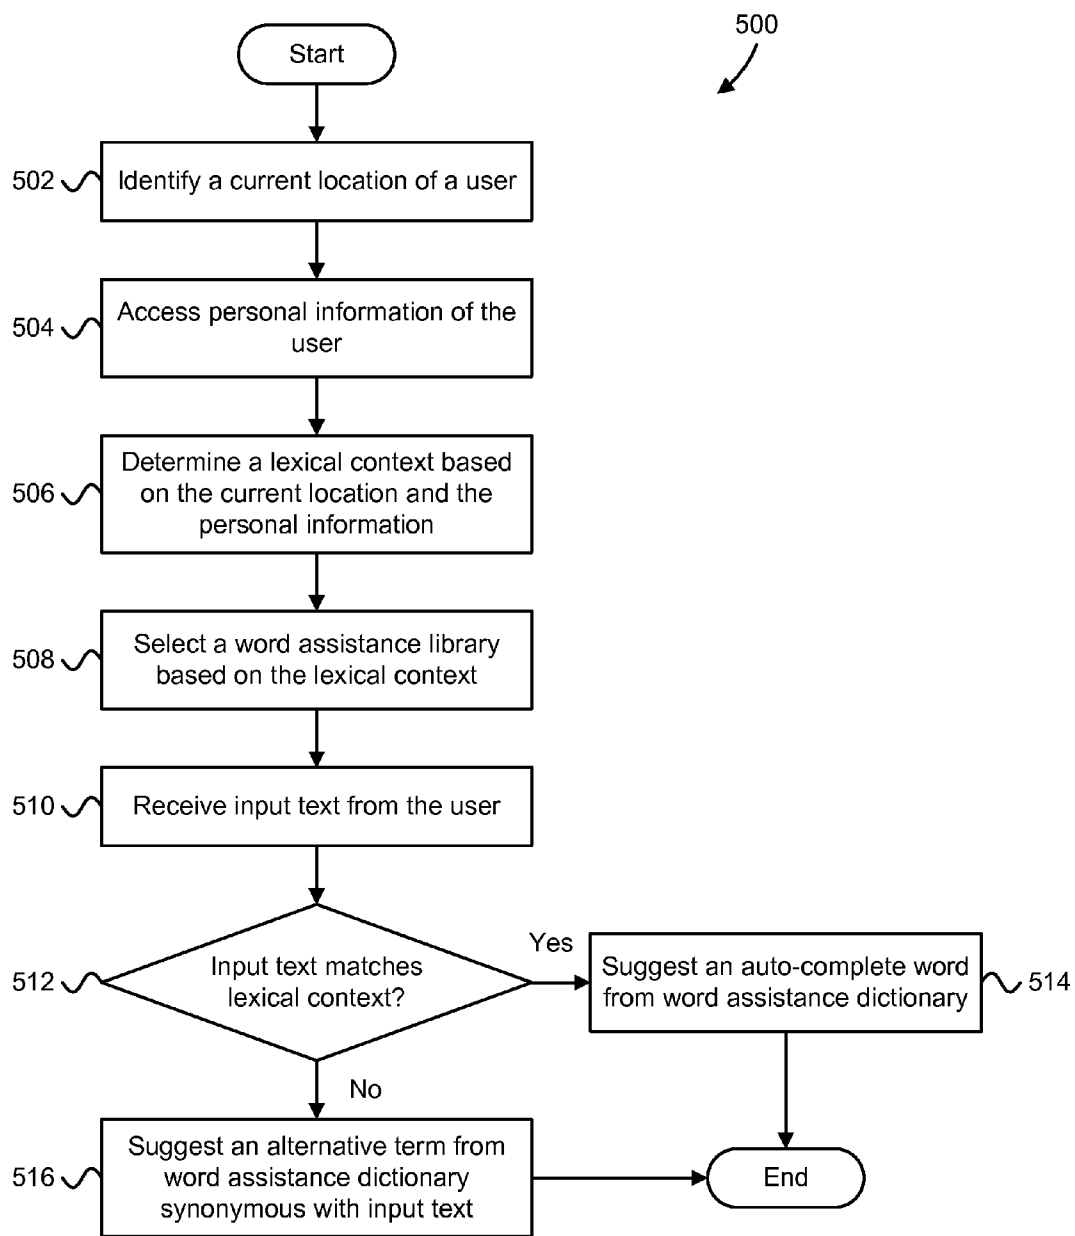 500
Start
502
Identify a current location of a user
504
Access personal information of the
user
506
Determine a lexical context based
on the current location and the
personal information
508
Select a word assistance library
based on the lexical context
510
Receive input text from the user
512
Input text matches
lexical context?
Yes
Suggest an auto-complete word
from word assistance dictionary
514
No
516
Suggest an alternative term from
word assistance dictionary
synonymous with input text
End